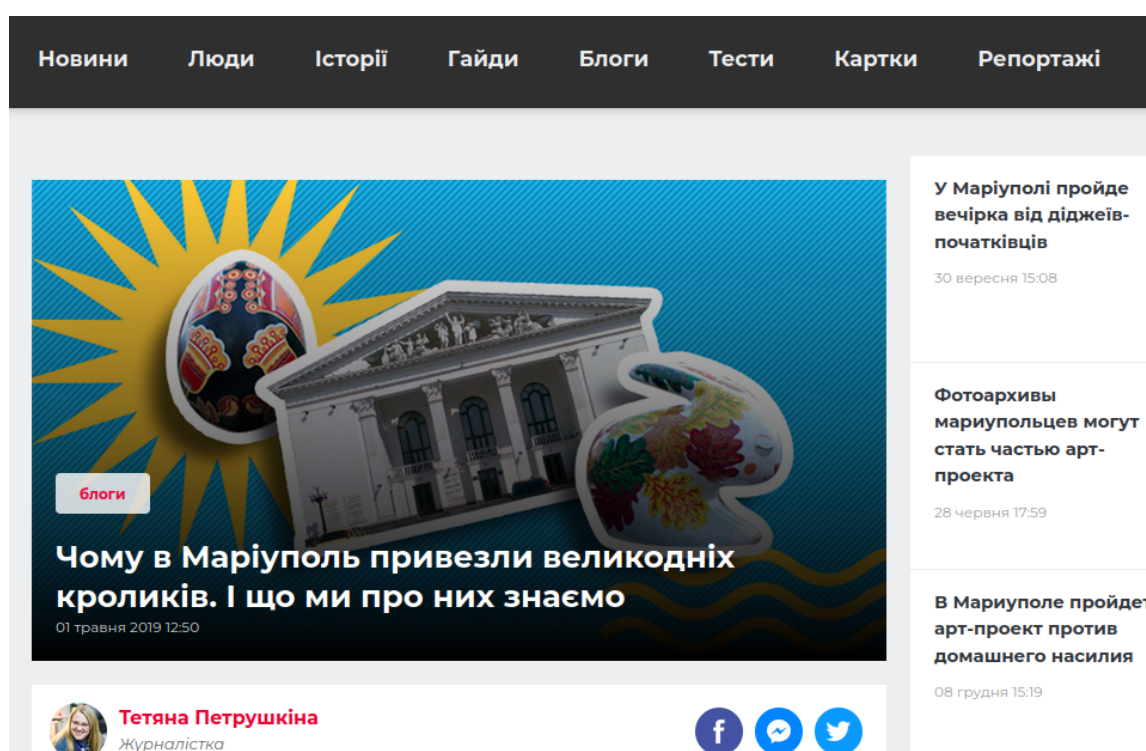 Новини Люди Історії Гайди Блоги Тести Картки Репортажі
блоги
Чому в Маріуполь привезли великодніх
кроликів. І що ми про них знаємо
01 травня 2019 12:50
Тетяна Петрушкіна
Журналістка
У Маріуполі пройде
вечірка від діджеїв-
початківців
30 вересня 15:08
Фотоархивы
мариупольцев могут
стать частью арт-
проекта
28 червня 17:59
В Мариуполе пройдет
арт-проект против
домашнего насилия
08 грудня 15:19